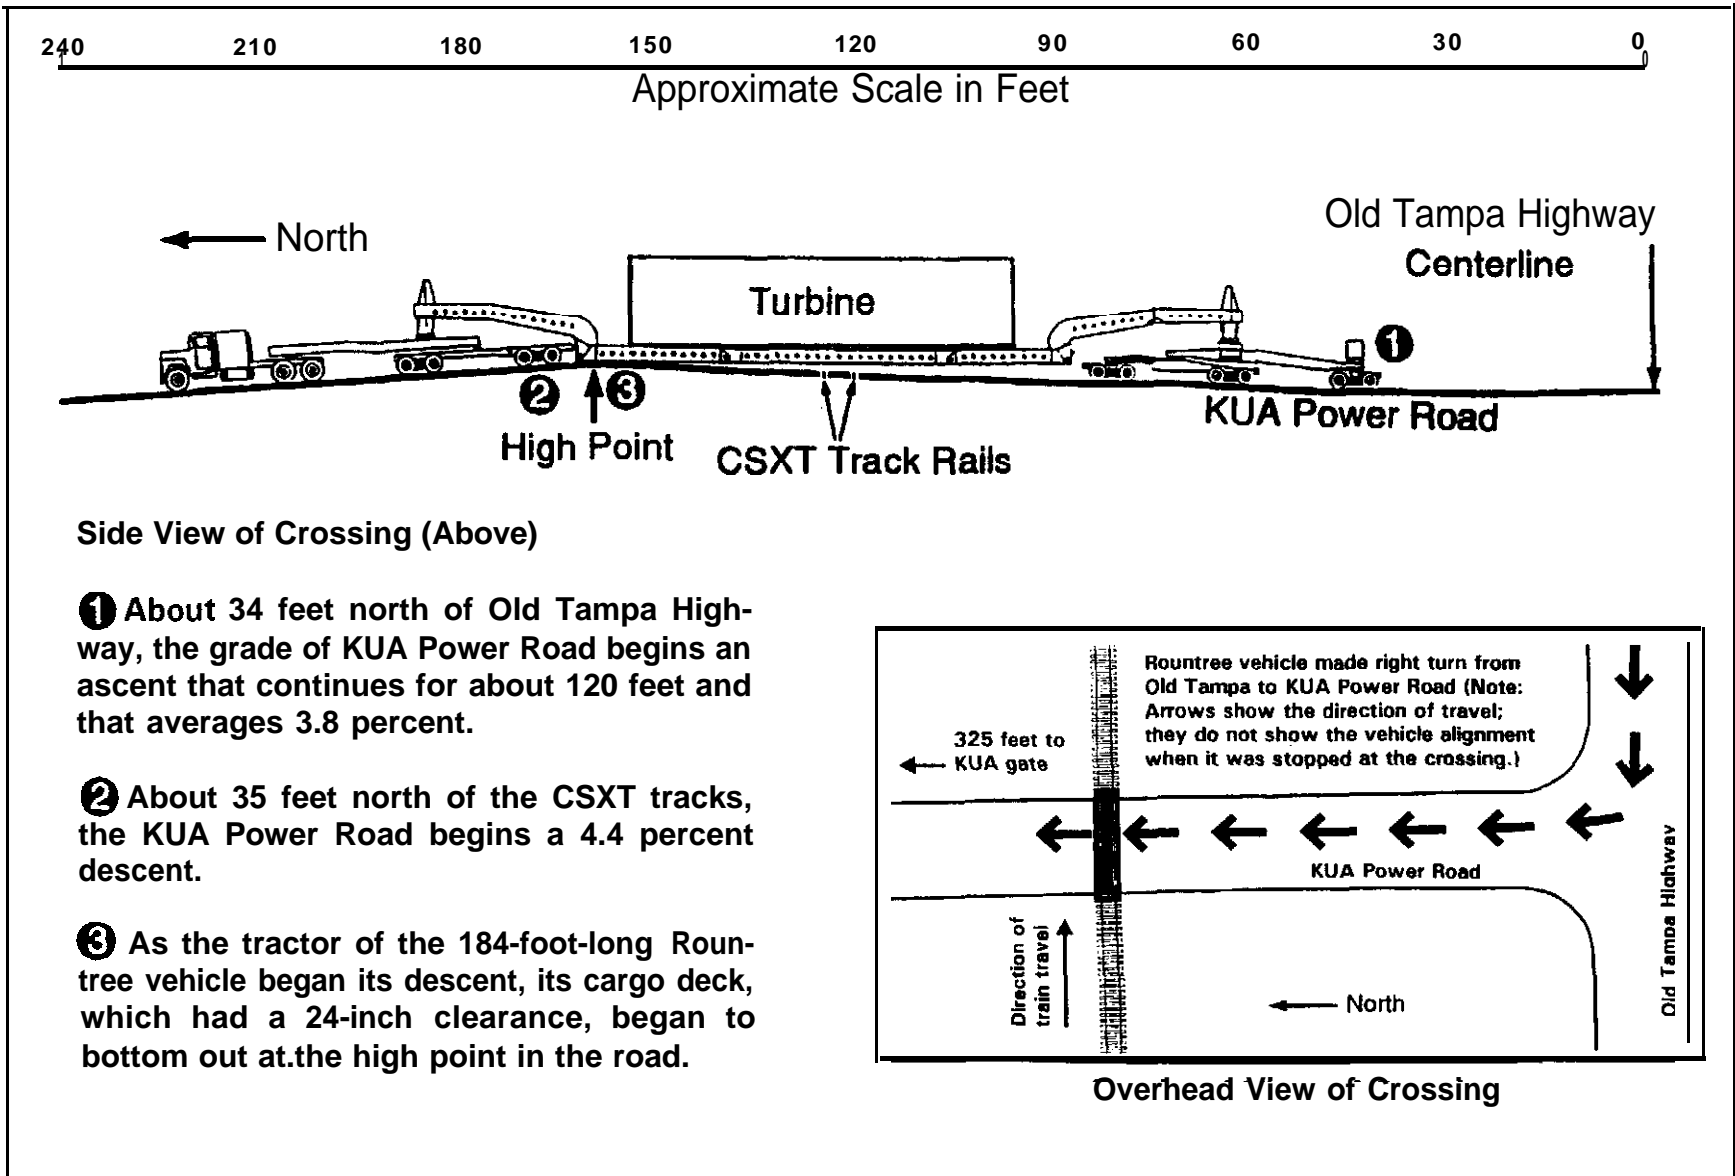 240 210 180 150 120 90 60 30 0
Approximate Scale in Feet
North
Old Tampa Highway
Centerline
Turbine
❶
❷ ❸
KUA Power Road
High Point
CSXT Track Rails
Side View of Crossing (Above)
❶ About 34 feet north of Old Tampa High-
way, the grade of KUA Power Road begins an
ascent that continues for about 120 feet and
that averages 3.8 percent.
❷ About 35 feet north of the CSXT tracks,
the KUA Power Road begins a 4.4 percent
descent.
❸ As the tractor of the 184-foot-long Roun-
tree vehicle began its descent, its cargo deck,
which had a 24-inch clearance, began to
bottom out at.the high point in the road.
Rountree vehicle made right turn from
Old Tampa to KUA Power Road (Note:
Arrows show the direction of travel;
they do not show the vehicle alignment
when it was stopped at the crossing.)
325 feet to
KUA gate
KUA Power Road
Old Tampa Highway
Direction of
train travel
North
Overhead View of Crossing